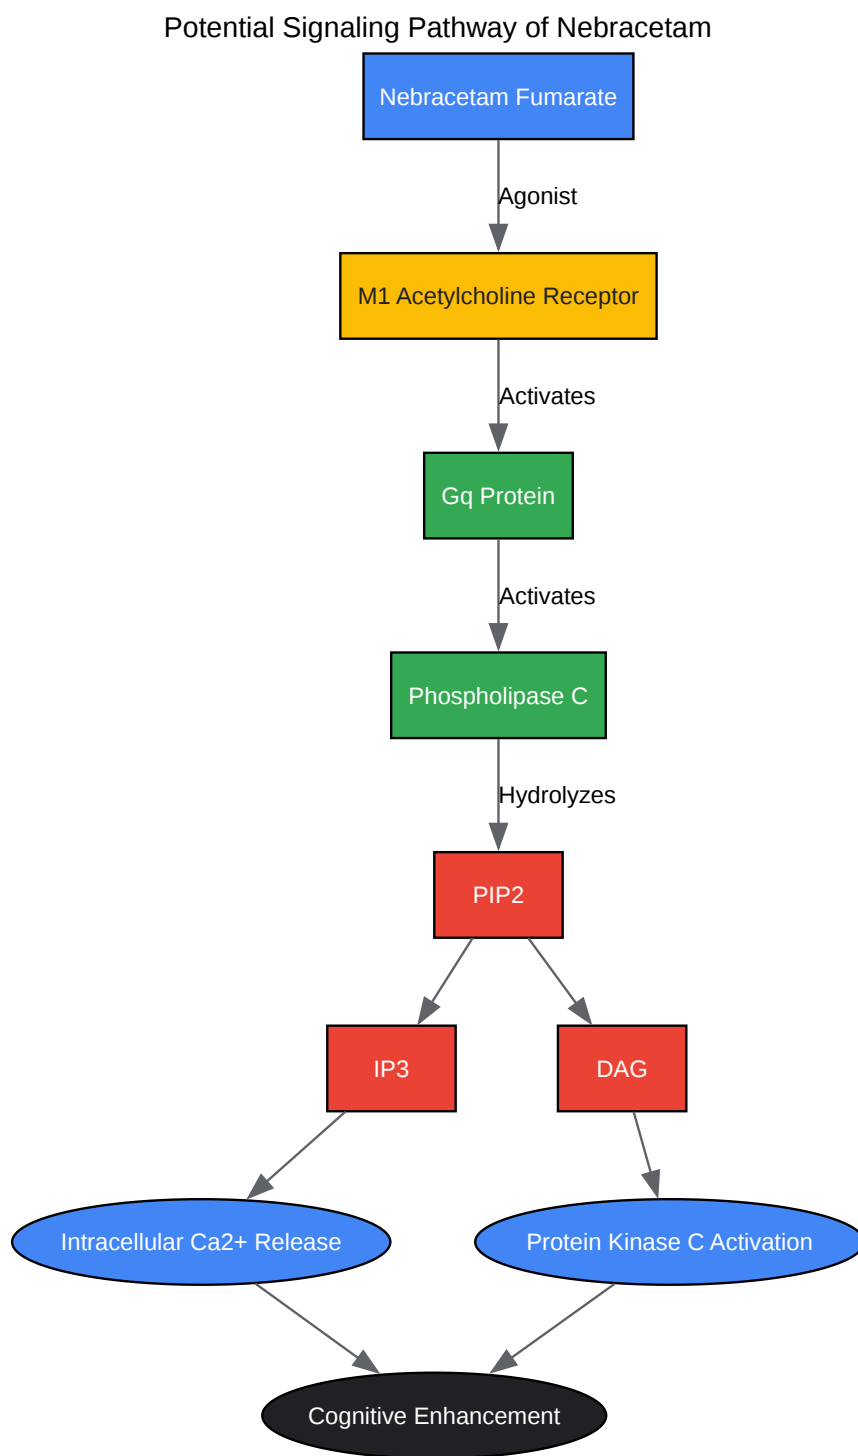 Potential Signaling Pathway of Nebracetam
Nebracetam Fumarate
Agonist
M1 Acetylcholine Receptor
Activates
Gq Protein
Activates
Phospholipase C
Hydrolyzes
PIP2
IP3
DAG
Intracellular Ca2+ Release
Protein Kinase C Activation
Cognitive Enhancement